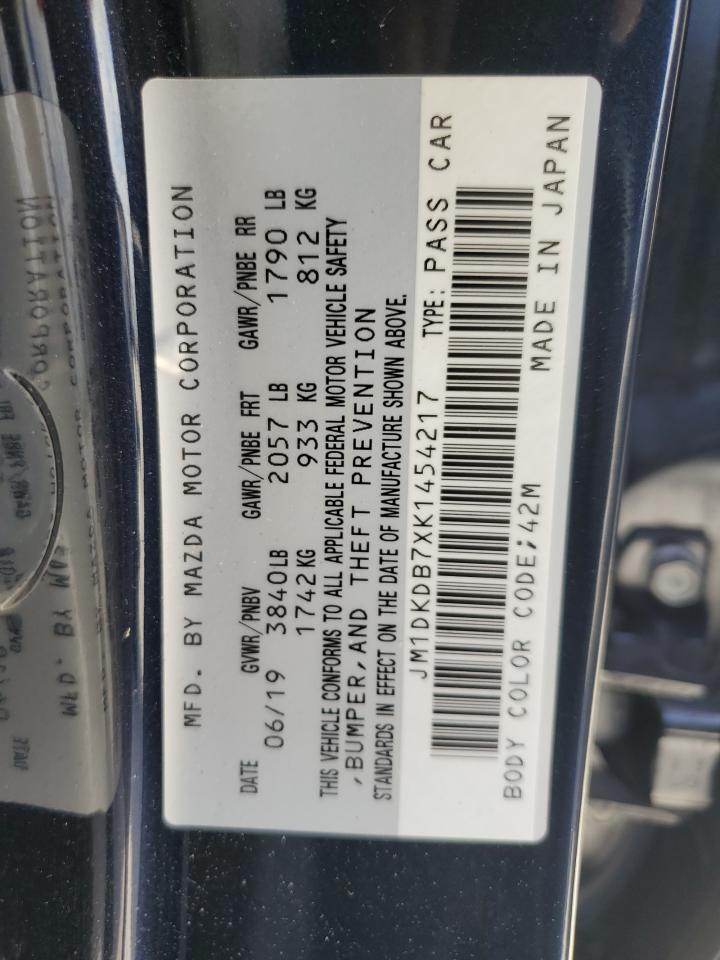 MFD. BY MAZDA MOTOR CORPORATION
DATE GVWR/PNBV GAWR/PNBE FRT GAWR/PNBE RR
06/19 3840LB 2057 LB 1790 LB
1742KG 933 KG 812 KG
THIS VEHICLE CONFORMS TO ALL APPLICABLE FEDERAL MOTOR VEHICLE SAFETY
,BUMPER,AND THEFT PREVENTION
STANDARDS IN EFFECT ON THE DATE OF MANUFACTURE SHOWN ABOVE.
JM1DKDB7XK1454217 TYPE: PASS CAR
BODY COLOR CODE;42M MADE IN JAPAN